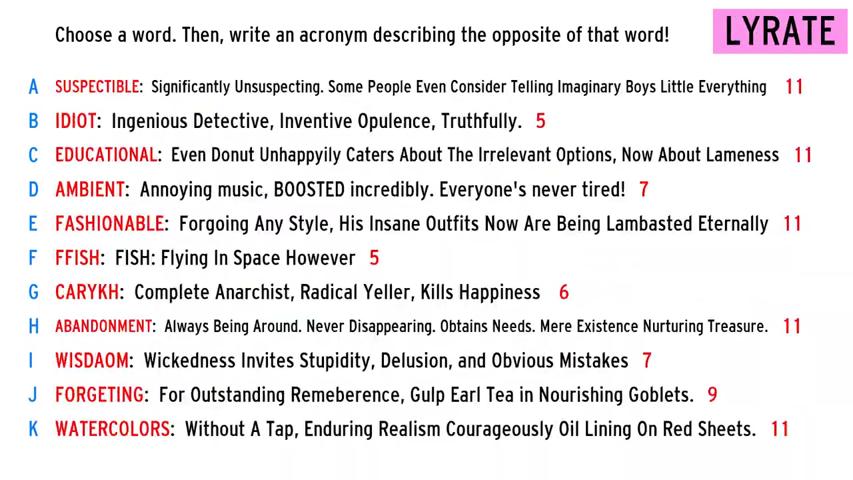 Choose a word. Then, write an acronym describing the opposite of that word!
LYRATE
A SUSPECTIBLE: Significantly Unsuspecting. Some People Even Consider Telling Imaginary Boys Little Everything 11
B IDIOT: Ingenious Detective, Inventive Opulence, Truthfully. 5
C EDUCATIONAL: Even Donut Unhappyily Caters About The Irrelevant Options, Now About Lameness 11
D AMBIENT: Annoying music, BOOSTED incredibly. Everyone's never tired! 7
E FASHIONABLE: Forgoing Any Style, His Insane Outfits Now Are Being Lambasted Eternally 11
F FFISH: FISH: Flying In Space However 5
G CARYKH: Complete Anarchist, Radical Yeller, Kills Happiness 6
H ABANDONMENT: Always Being Around. Never Disappearing. Obtains Needs. Mere Existence Nurturing Treasure. 11
I WISDAOM: Wickedness Invites Stupidity, Delusion, and Obvious Mistakes 7
J FORGETING: For Outstanding Remeberence, Gulp Earl Tea in Nourishing Goblets. 9
K WATERCOLORS: Without A Tap, Enduring Realism Courageously Oil Lining On Red Sheets. 11